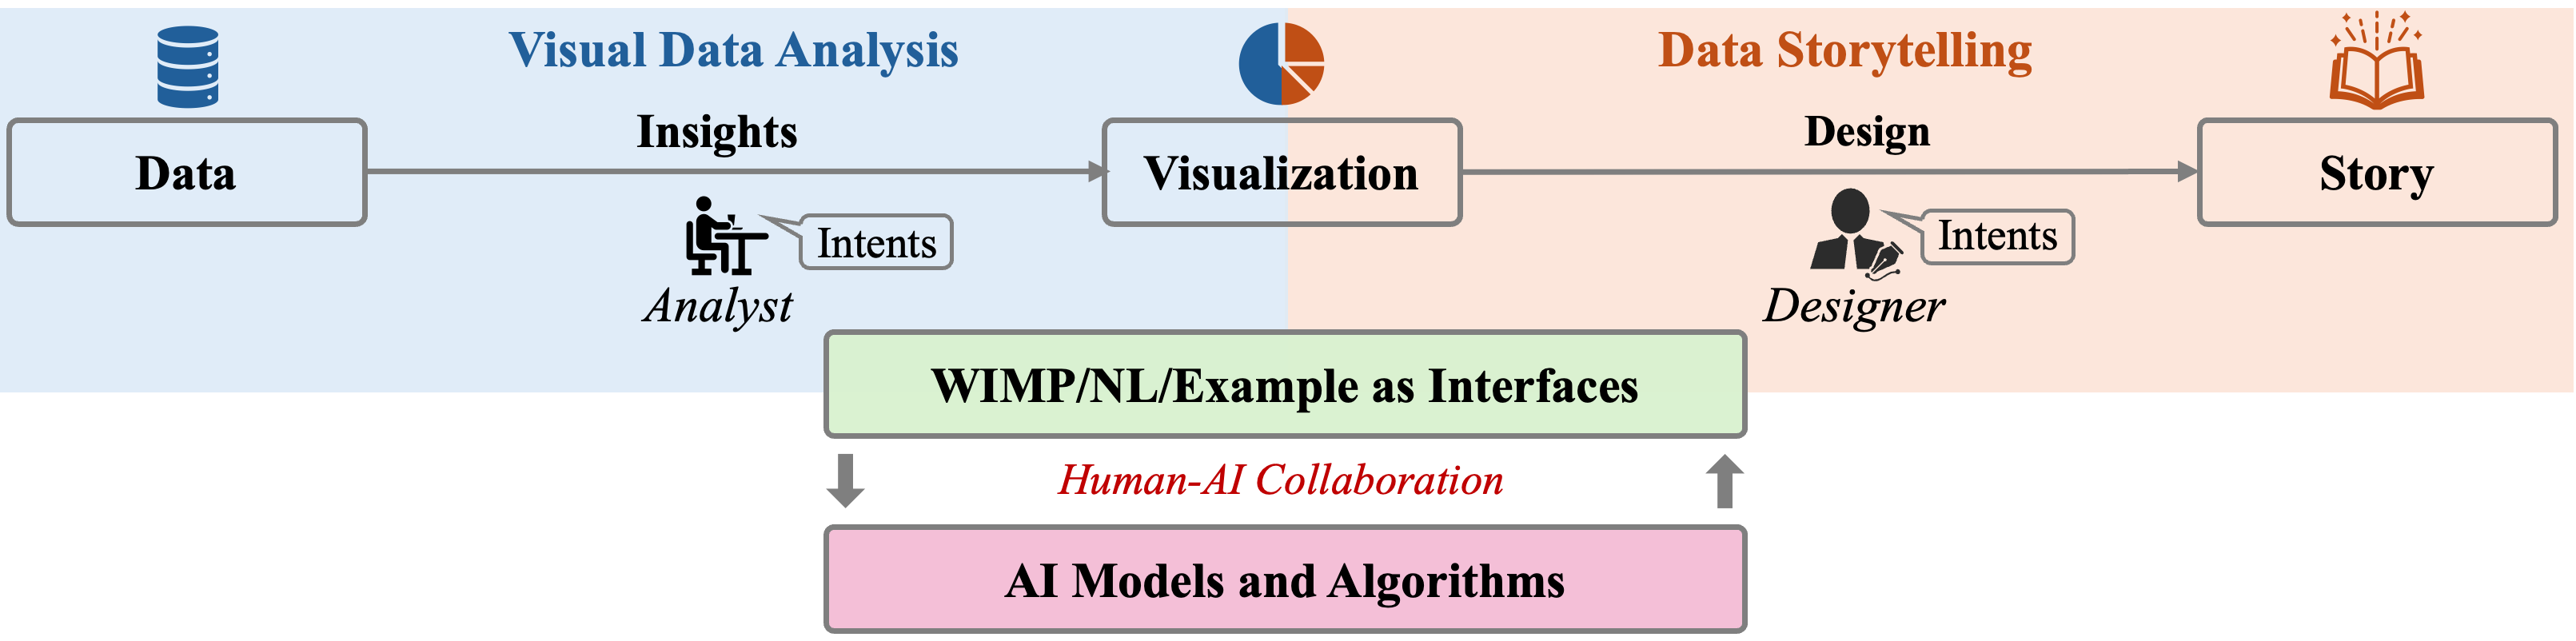 Visual Data Analysis
Data Storytelling
Data
Insights
Visualization
Design
Story
Intents
Analyst
Intents
Designer
WIMP/NL/Example as Interfaces
Human-AI Collaboration
AI Models and Algorithms